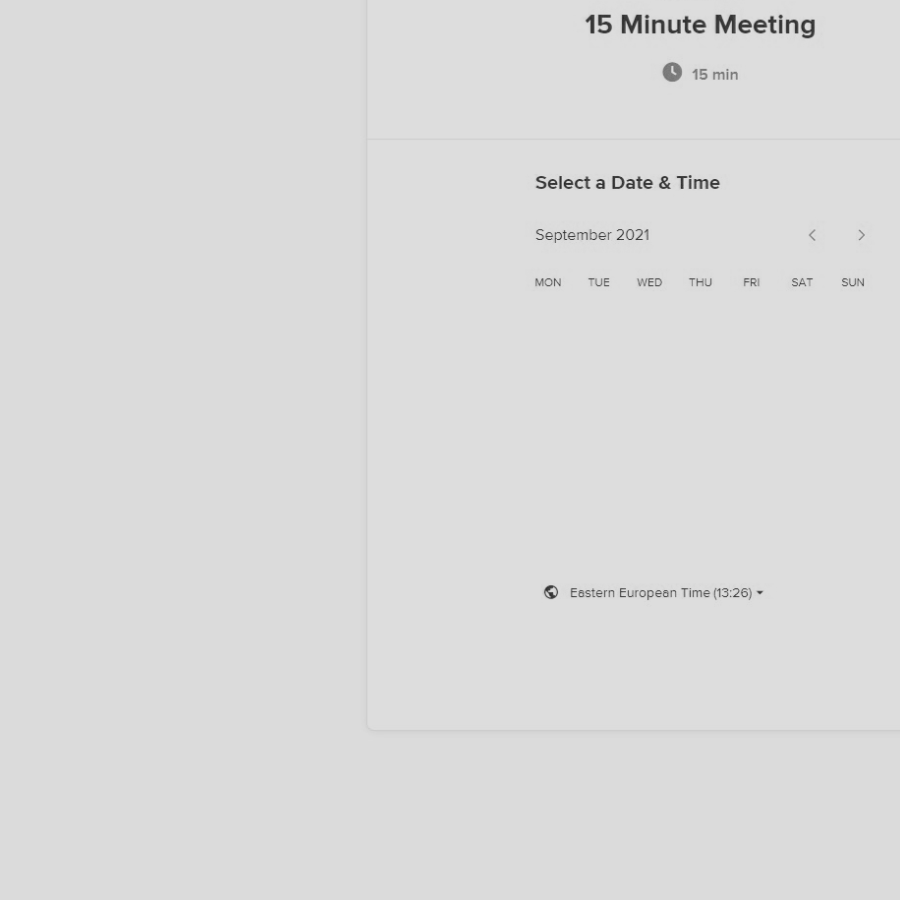 15 Minute Meeting
15 min
Select a Date & Time
September 2021
MON TUE WED THU FRI SAT SUN
Eastern European Time (13:26)